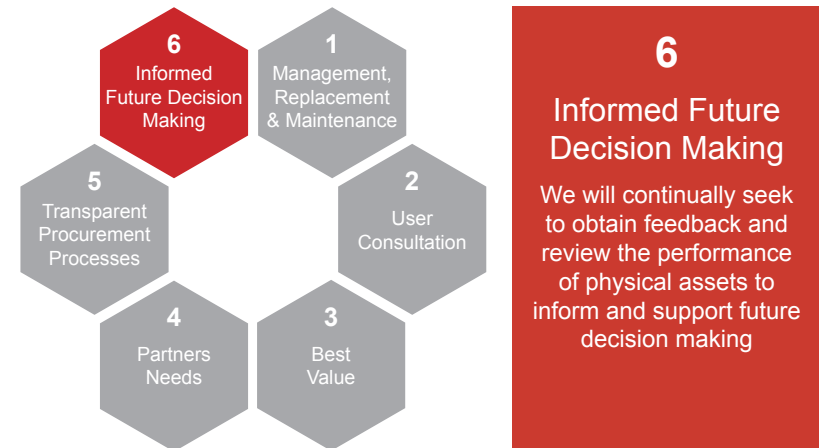 6
Informed
Future Decision
Making
1
Management,
Replacement
& Maintenance
5
Transparent
Procurement
Processes
2
User
Consultation
4
Partners
Needs
3
Best
Value
6
Informed Future
Decision Making
We will continually seek
to obtain feedback and
review the performance
of physical assets to
inform and support future
decision making